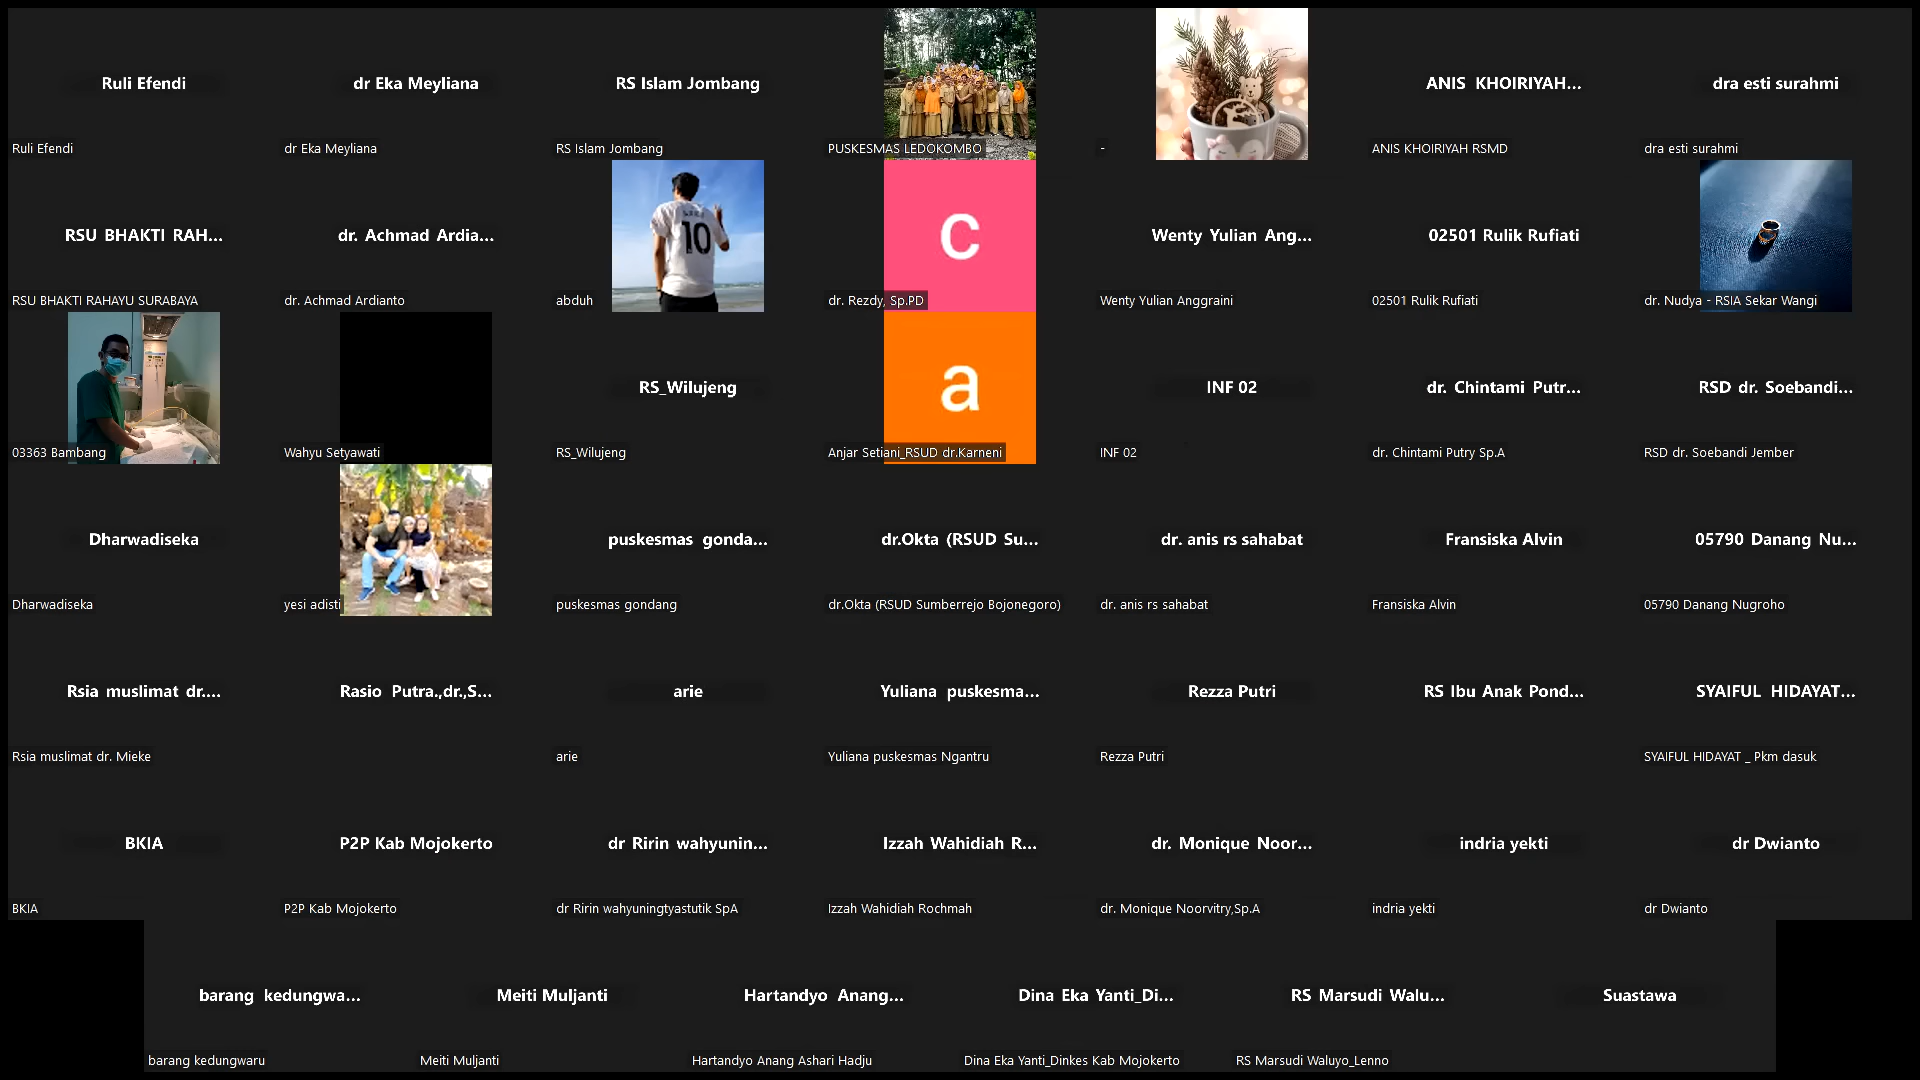 Ruli Efendi
dr Eka Meyliana
RS Islam Jombang
ANIS KHOIRIYAH...
dra esti surahmi
Ruli Efendi
dr Eka Meyliana
RS Islam Jombang
PUSKESMAS LEDOKOMBO
-
ANIS KHOIRIYAH RSMD
dra esti surahmi
RSU BHAKTI RAH...
dr. Achmad Ardia...
10
c
Wenty Yulian Ang...
02501 Rulik Rufiati
RSU BHAKTI RAHAYU SURABAYA
dr. Achmad Ardianto
abduh
dr. Rezdy, Sp.PD
Wenty Yulian Anggraini
02501 Rulik Rufiati
dr. Nudya - RSIA Sekar Wangi
RS_Wilujeng
a
INF 02
dr. Chintami Putr...
RSD dr. Soebandi...
03363 Bambang
Wahyu Setyawati
RS_Wilujeng
Anjar Setiani_RSUD dr.Karneni
INF 02
dr. Chintami Putry Sp.A
RSD dr. Soebandi Jember
Dharwadiseka
puskesmas gonda...
dr.Okta (RSUD Su...
dr. anis rs sahabat
Fransiska Alvin
05790 Danang Nu...
Dharwadiseka
yesi adisti
puskesmas gondang
dr.Okta (RSUD Sumberrejo Bojonegoro)
dr. anis rs sahabat
Fransiska Alvin
05790 Danang Nugroho
Rsia muslimat dr....
Rasio Putra.,dr.,S...
arie
Yuliana puskesma...
Rezza Putri
RS Ibu Anak Pond...
SYAIFUL HIDAYAT...
Rsia muslimat dr. Mieke
arie
Yuliana puskesmas Ngantru
Rezza Putri
SYAIFUL HIDAYAT _ Pkm dasuk
BKIA
P2P Kab Mojokerto
dr Ririn wahyunin...
Izzah Wahidiah R...
dr. Monique Noor...
indria yekti
dr Dwianto
BKIA
P2P Kab Mojokerto
dr Ririn wahyuningtyastutik SpA
Izzah Wahidiah Rochmah
dr. Monique Noorvitry,Sp.A
indria yekti
dr Dwianto
barang kedungwa...
Meiti Muljanti
Hartandyo Anang...
Dina Eka Yanti_Di...
RS Marsudi Walu...
Suastawa
barang kedungwaru
Meiti Muljanti
Hartandyo Anang Ashari Hadju
Dina Eka Yanti_Dinkes Kab Mojokerto
RS Marsudi Waluyo_Lenno